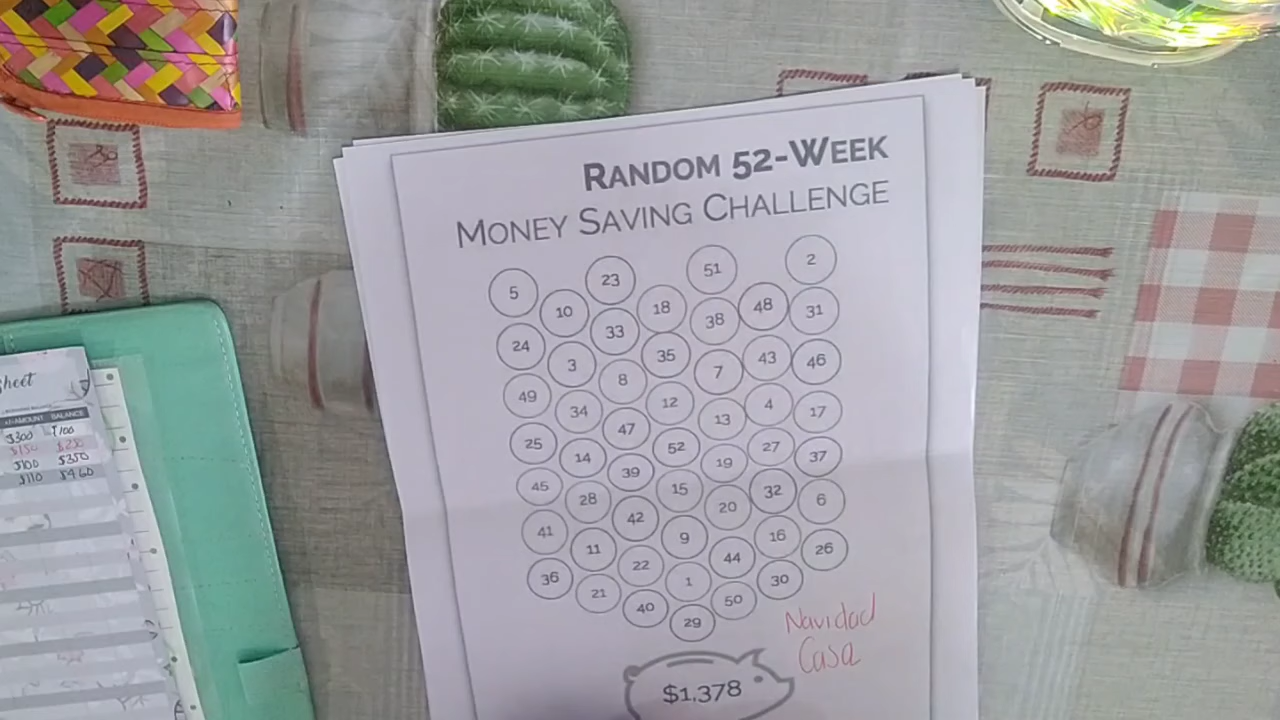 RANDOM 52-WEEK
MONEY SAVING CHALLENGE
5 23 51 2
10 18 38 48 31
24 33
3 35 7 43 46
49 8
34 12 13 4 17
25 47
14 52 19 27 37
45 39
28 15 20 32 6
41 42
11 9 44 16 26
36 22
21 1 50 30
40
29
Navidad
Casa
$1,378
heet
+/-AMOUNT BALANCE
$300
$150 $250
$100 $350
$110 $460